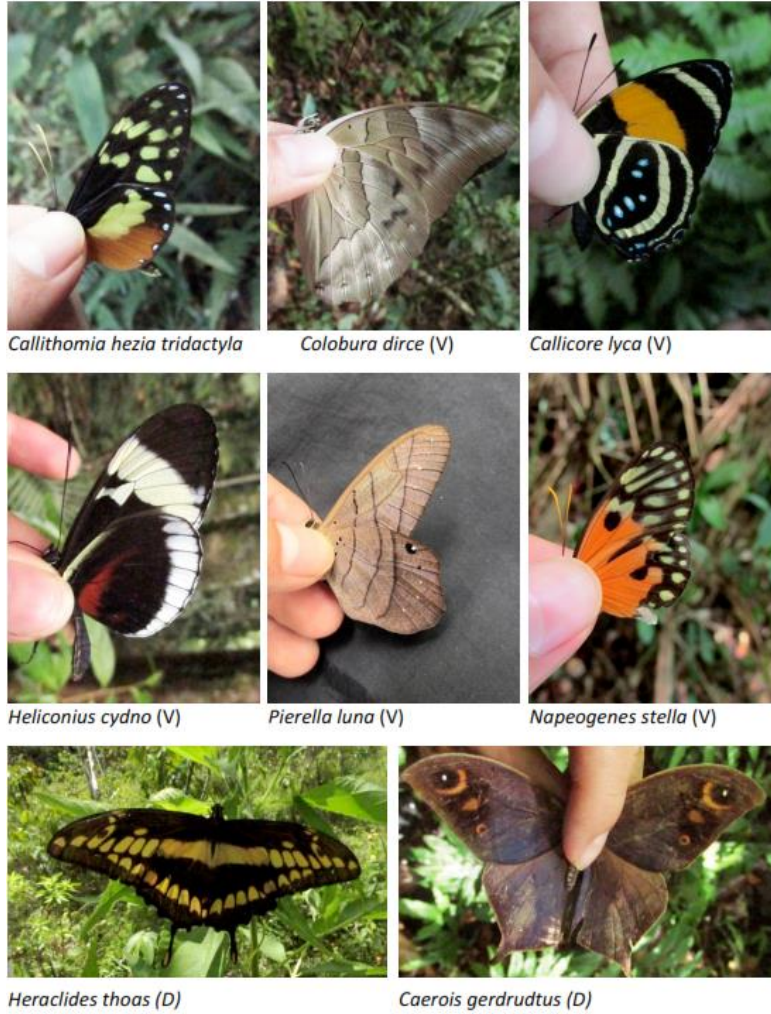 Callithomia hezia tridactyla
Colobura dirce (V)
Callicore lyca (V)
Heliconius cydno (V)
Pierella luna (V)
Napeogenes stella (V)
Heraclides thoas (D)
Caerois gerdrudtus (D)